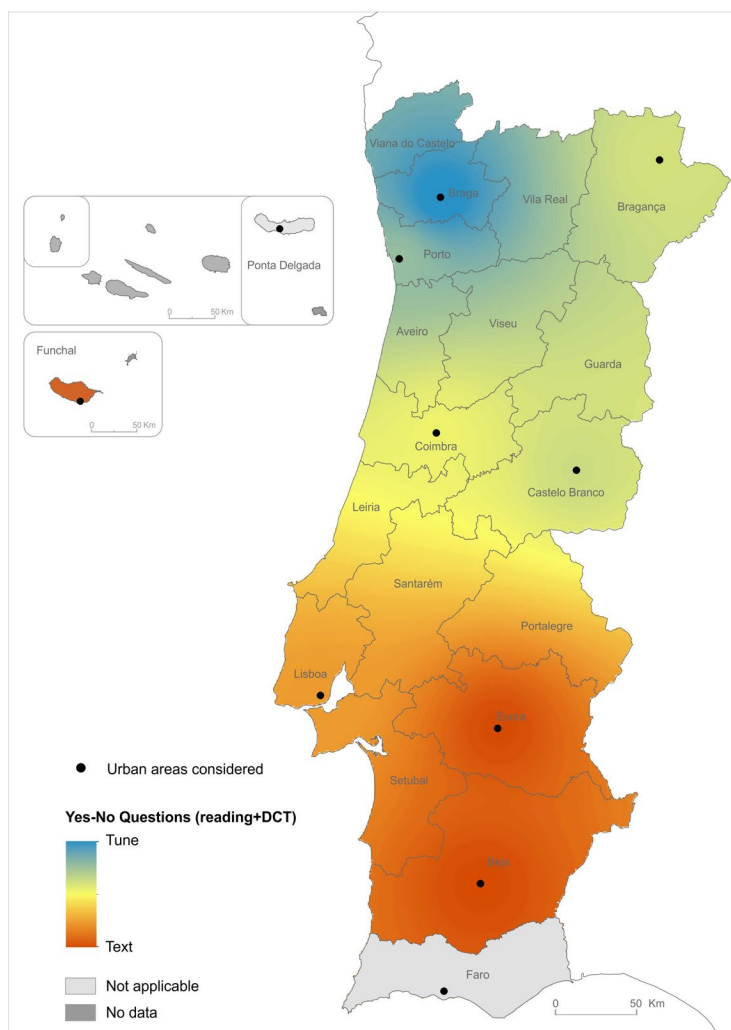 Viana do Castelo
Braga
Vila Real
Bragança
Porto
Ponta Delgada
50 Km
Aveiro
Viseu
Funchal
Guarda
50 Km
Coimbra
Castelo Branco
Leiria
Santarém
Portalegre
Lisboa
Évora
Urban areas considered
Setubal
Yes-No Questions (reading+DCT)
Tune
Beja
Text
Not applicable
Faro
No data
0 50 Km